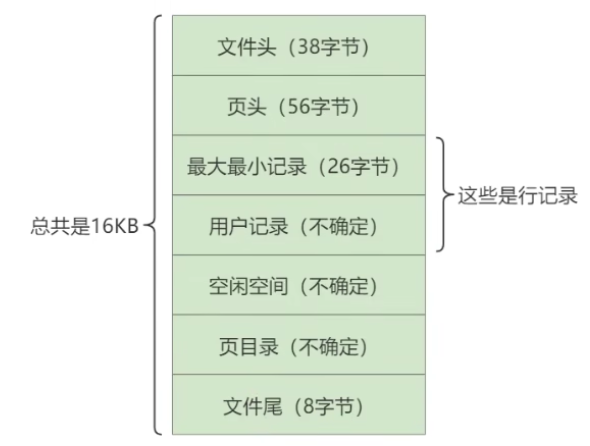 文件头（38字节）
页头（56字节）
最大最小记录（26字节）
这些是行记录
总共是16KB
用户记录（不确定）
空闲空间（不确定）
页目录（不确定）
文件尾（8字节）